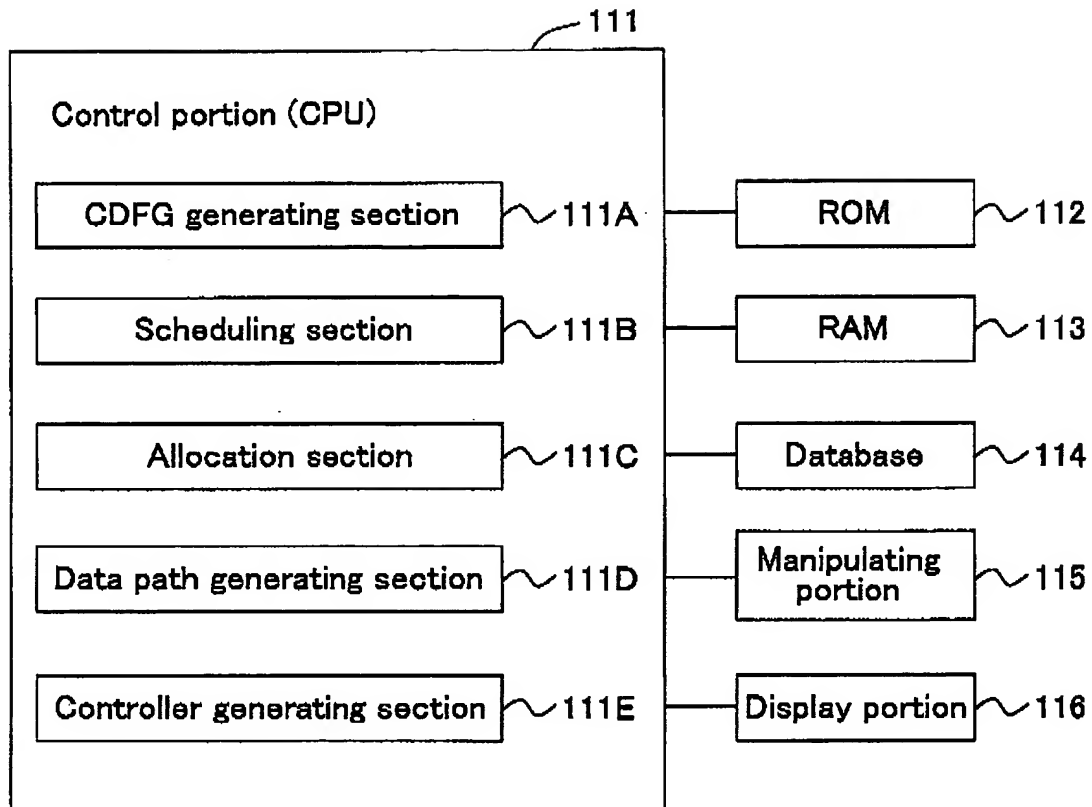 111
Control portion (CPU)
CDFG generating section 111A
ROM 112
Scheduling section 111B
RAM 113
Allocation section 111C
Database 114
Data path generating section 111D
Manipulating
portion 115
Controller generating section 111E
Display portion 116